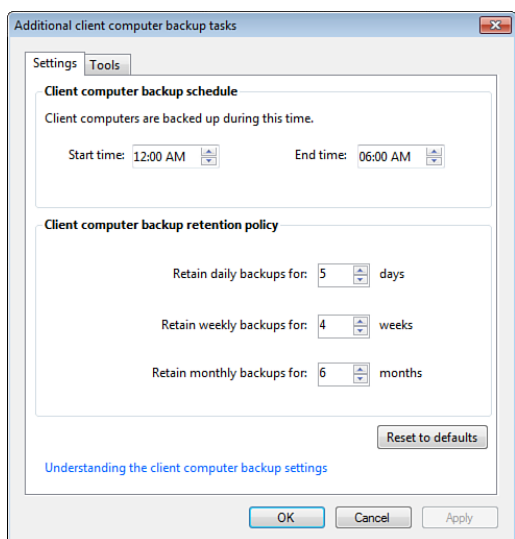 Additional client computer backup tasks
Settings Tools
Client computer backup schedule
Client computers are backed up during this time.
Start time: 12:00 AM End time: 06:00 AM
Client computer backup retention policy
Retain daily backups for: 5 days
Retain weekly backups for: 4 weeks
Retain monthly backups for: 6 months
Reset to defaults
Understanding the client computer backup settings
OK Cancel Apply